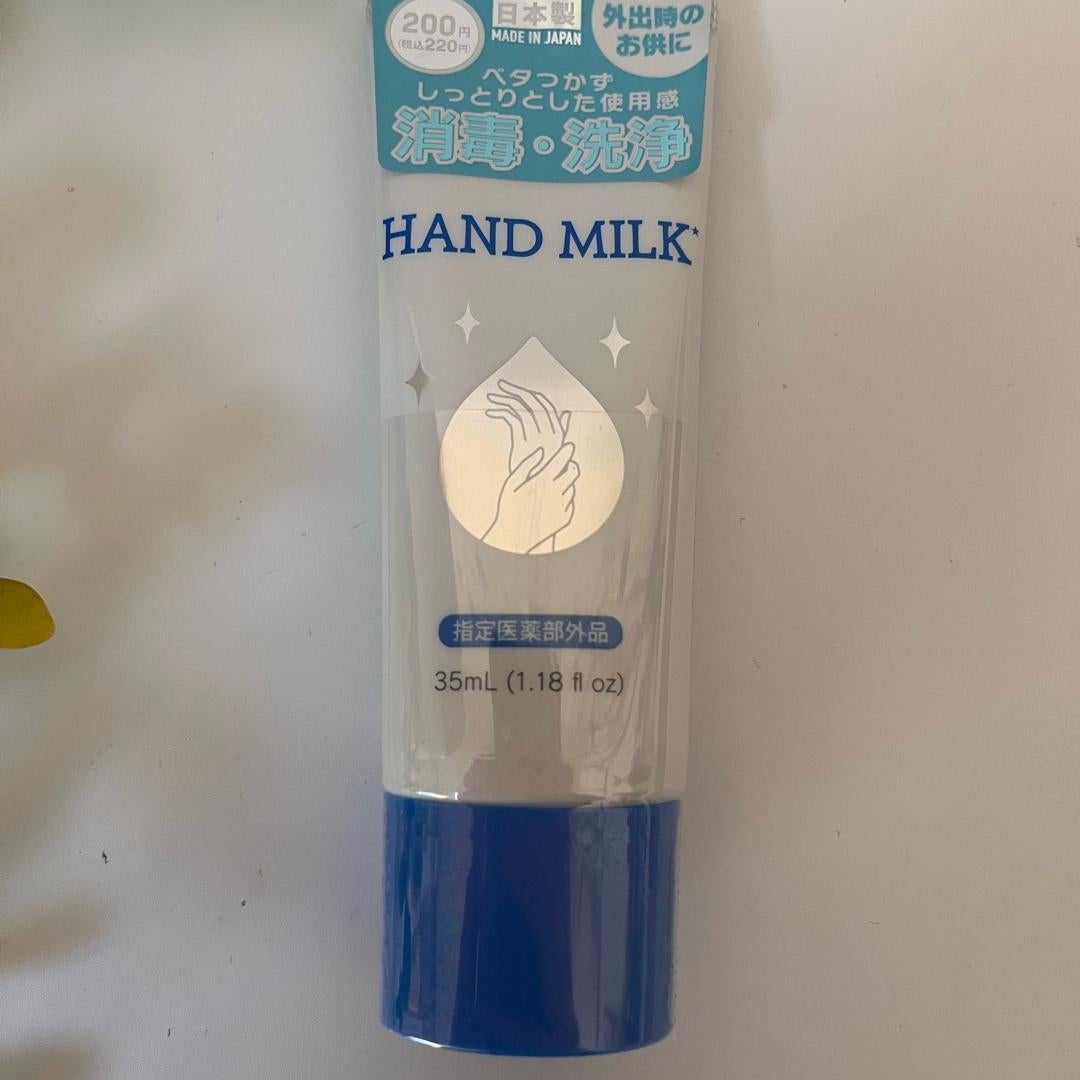 200円
(税込220円)
日本製
MADE IN JAPAN
外出時の
お供に
ベタつかず
しっとりとした使用感
消毒・洗浄
HAND MILK*
指定医薬部外品
35mL (1.18 fl oz)